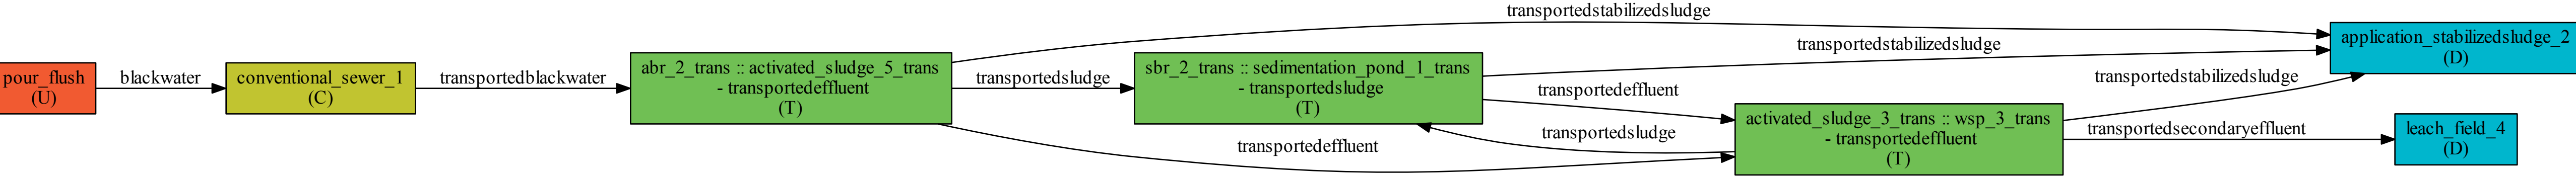 pour_flush
(U)
blackwater
conventional_sewer_1
(C)
transportedblackwater
abr_2_trans :: activated_sludge_5_trans
- transportedeffluent
(T)
transportedsludge
transportedstabilizedsludge
sbr_2_trans :: sedimentation_pond_1_trans
- transportedsludge
(T)
transportedeffluent
transportedstabilizedsludge
transportedeffluent
transportedsludge
activated_sludge_3_trans :: wsp_3_trans
- transportedeffluent
(T)
transportedstabilizedsludge
transportedsecondaryeffluent
application_stabilizedsludge_2
(D)
leach_field_4
(D)